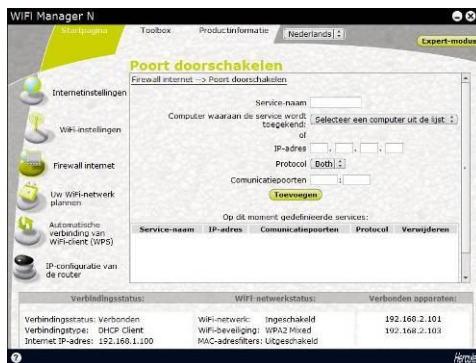 WiFi Manager N
Startpagina Toolbox Productinformatie Nederlands
Expert-modus
Poort doorschakelen
Firewall internet --> Poort doorschakelen
Internetinstellingen
WiFi-instellingen
Firewall internet
Uw WiFi-netwerk
plannen
Automatische
verbinding van
WiFi-client (WPS)
IP-configuratie van
de router
Service-naam
Computer waaraan de service wordt
toegekend: Selecteer een computer uit de lijst
of
IP-adres . . .
Protocol Both
Comunicatiepoorten :
Toevoegen
Op dit moment gedefinieerde services:
Service-naam IP-adres Comunicatiepoorten Protocol Verwijderen
Verbindingsstatus: WiFi-netwerkstatus: Verbonden apparaten:
Verbindingsstatus: Verbonden WiFi-netwerk: Ingeschakeld 192.168.2.101
Verbindingstype: DHCP Client WiFi-beveiliging: WPA2 Mixed 192.168.2.103
Internet IP-adres: 192.168.1.100 MAC-adresfilters: Uitgeschakeld
? Hercules